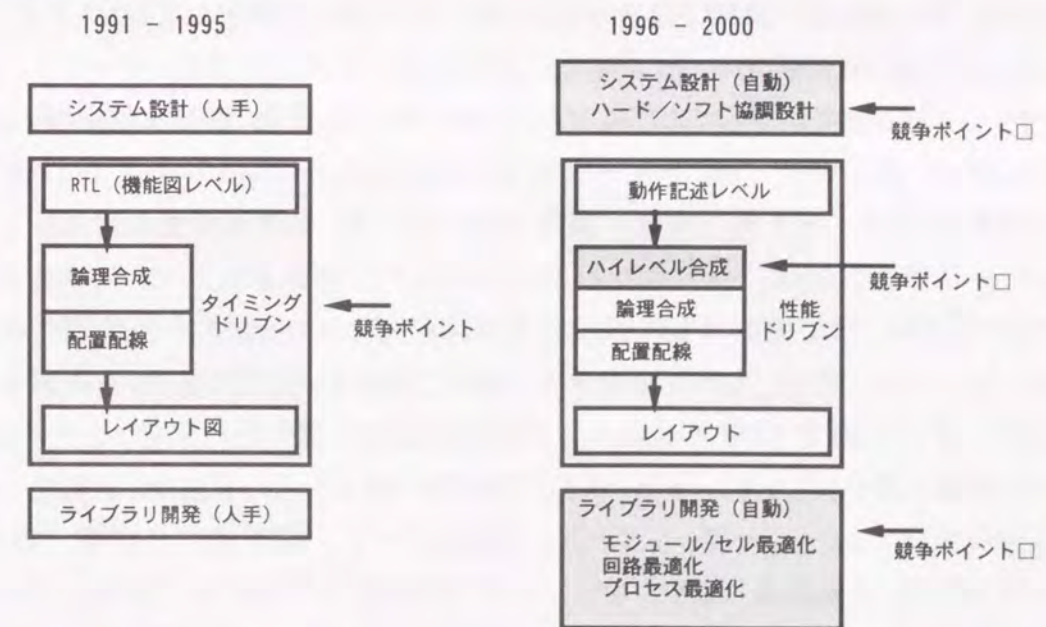 1991 - 1995
システム設計（人手）
RTL（機能図レベル）
論理合成
配置配線
タイミング
ドリブン
競争ポイント
レイアウト図
ライブラリ開発（人手）
1996 - 2000
システム設計（自動）
ハード／ソフト協調設計
競争ポイント□
動作記述レベル
ハイレベル合成
競争ポイント□
論理合成
配置配線
性能
ドリブン
レイアウト
ライブラリ開発（自動）
モジュール/セル最適化
回路最適化
プロセス最適化
競争ポイント□